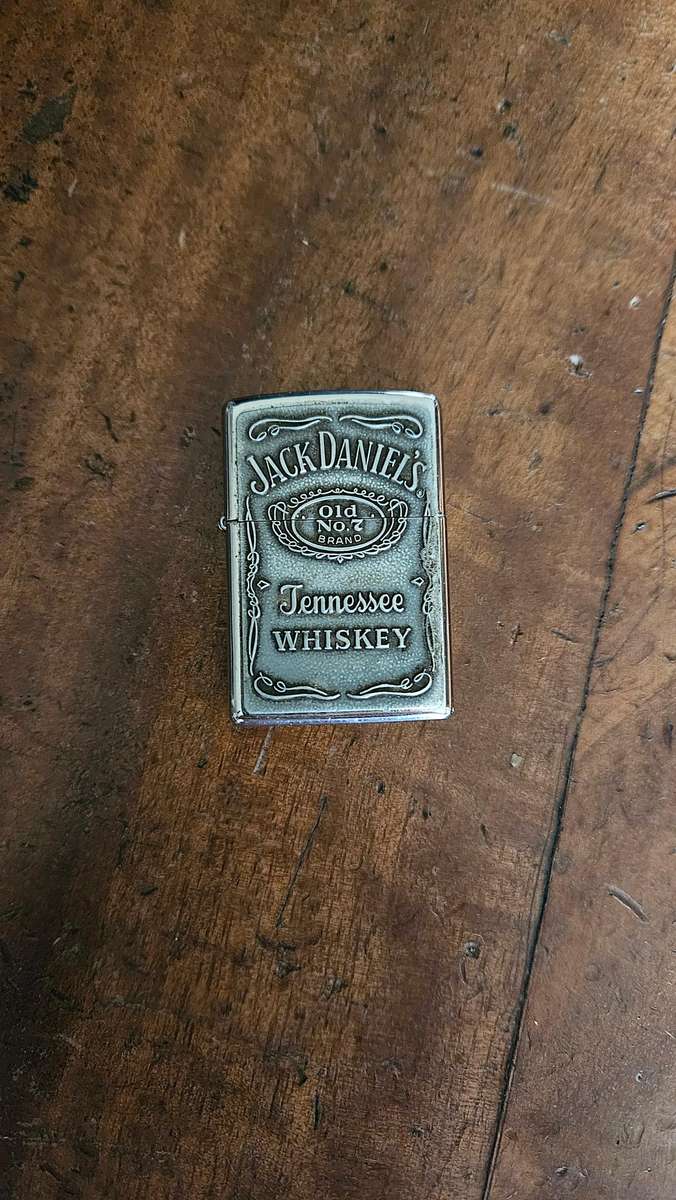 JACK DANIEL'S
Old
No.7
BRAND
Tennessee
WHISKEY